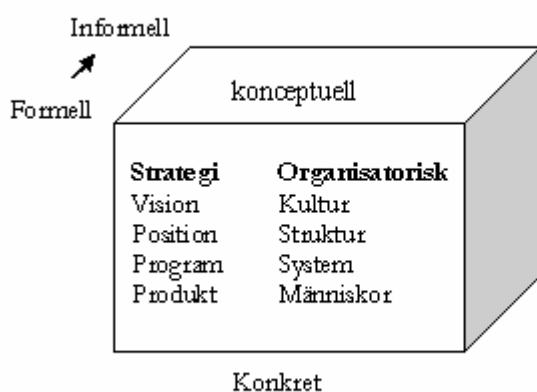 Informell
Formell
konceptuell
Strategi Organisatorisk
Vision Kultur
Position Struktur
Program System
Produkt Människor
Konkret